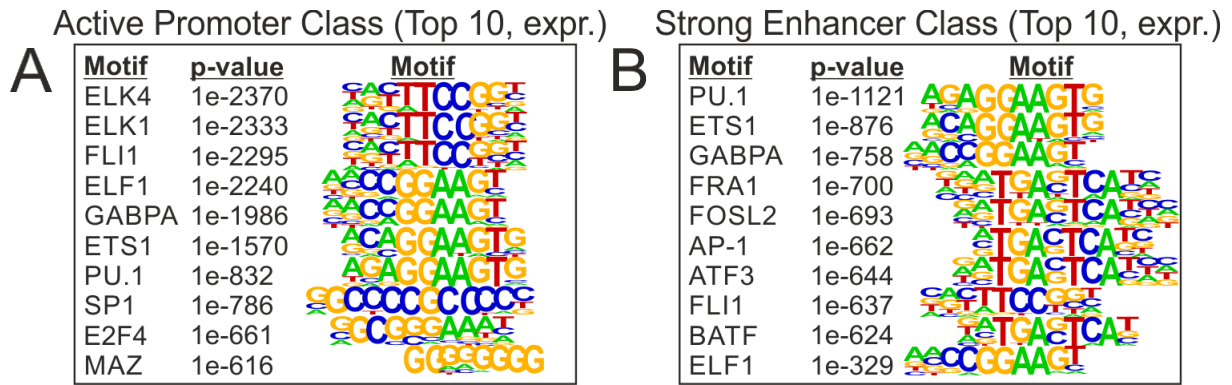 Active Promoter Class (Top 10, expr.)
A
Motif p-value Motif
ELK4 1e-2370
ELK1 1e-2333
FLI1 1e-2295
ELF1 1e-2240
GABPA 1e-1986
ETS1 1e-1570
PU.1 1e-832
SP1 1e-786
E2F4 1e-661
MAZ 1e-616
Strong Enhancer Class (Top 10, expr.)
B
Motif p-value Motif
PU.1 1e-1121
ETS1 1e-876
GABPA 1e-758
FRA1 1e-700
FOSL2 1e-693
AP-1 1e-662
ATF3 1e-644
FLI1 1e-637
BATF 1e-624
ELF1 1e-329